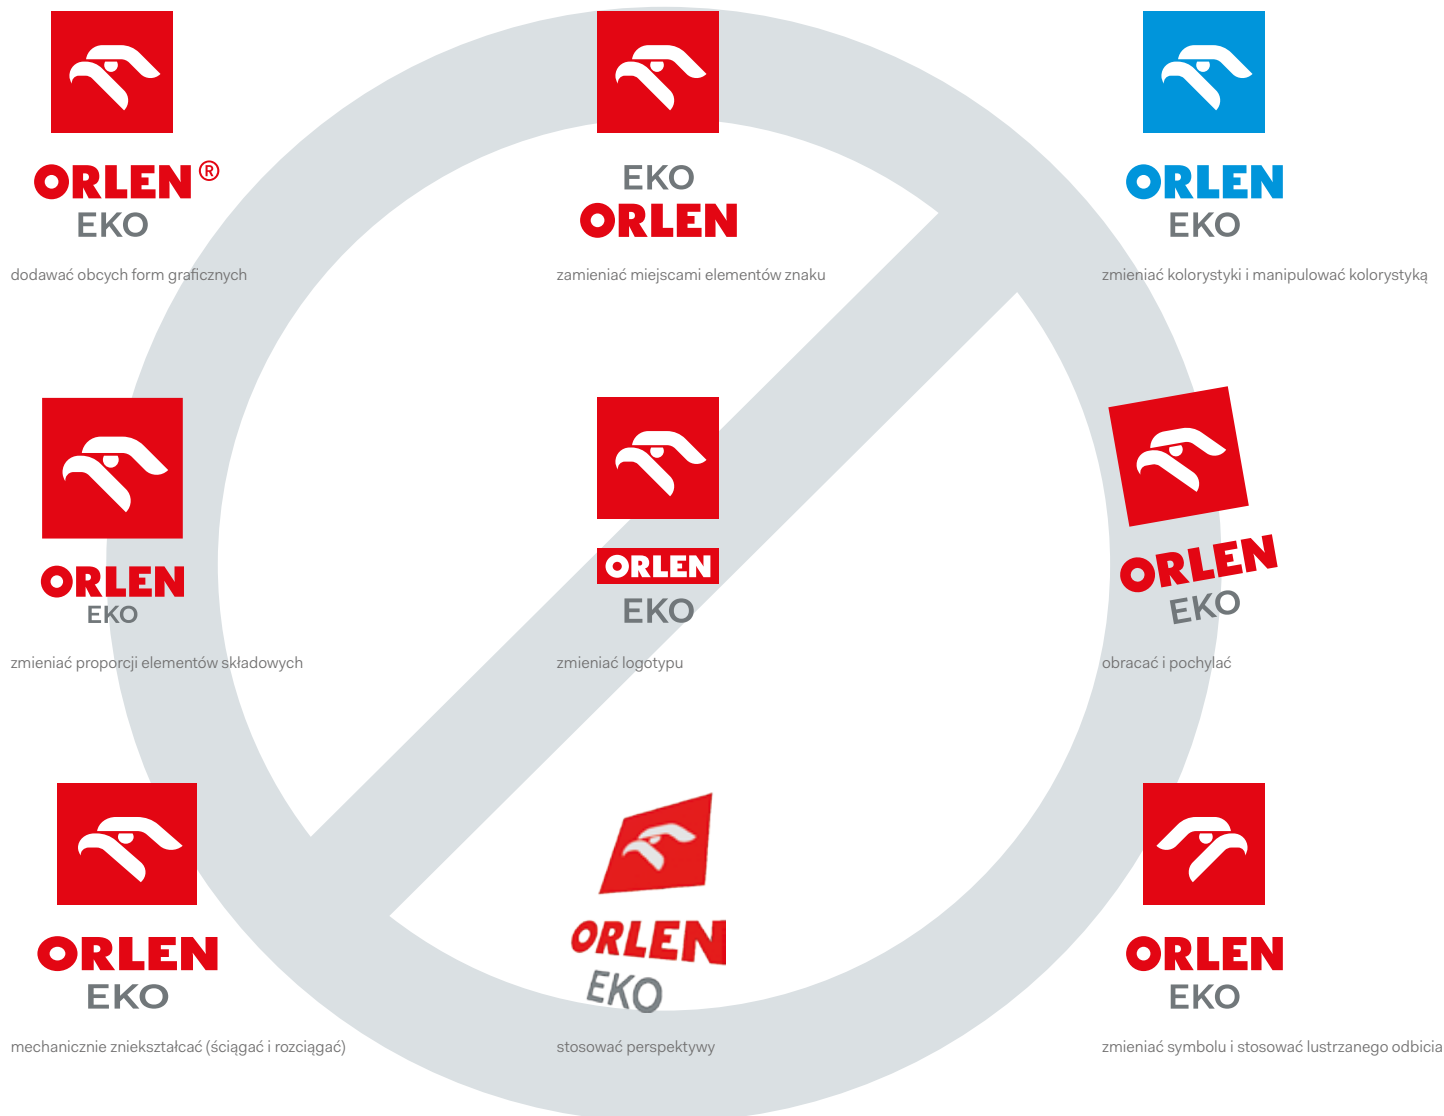 ORLEN ®
EKO
dodawać obcych form graficznych
EKO
ORLEN
zamieniać miejscami elementów znaku
ORLEN
EKO
zmieniać kolorystyki i manipulować kolorystyką
ORLEN
EKO
zmieniać proporcji elementów składowych
ORLEN
EKO
zmieniać logotypu
ORLEN
EKO
obracać i pochylać
ORLEN
EKO
mechanicznie zniekształcać (ściągać i rozciągać)
ORLEN
EKO
stosować perspektywy
ORLEN
EKO
zmieniać symbolu i stosować lustrzanego odbicia